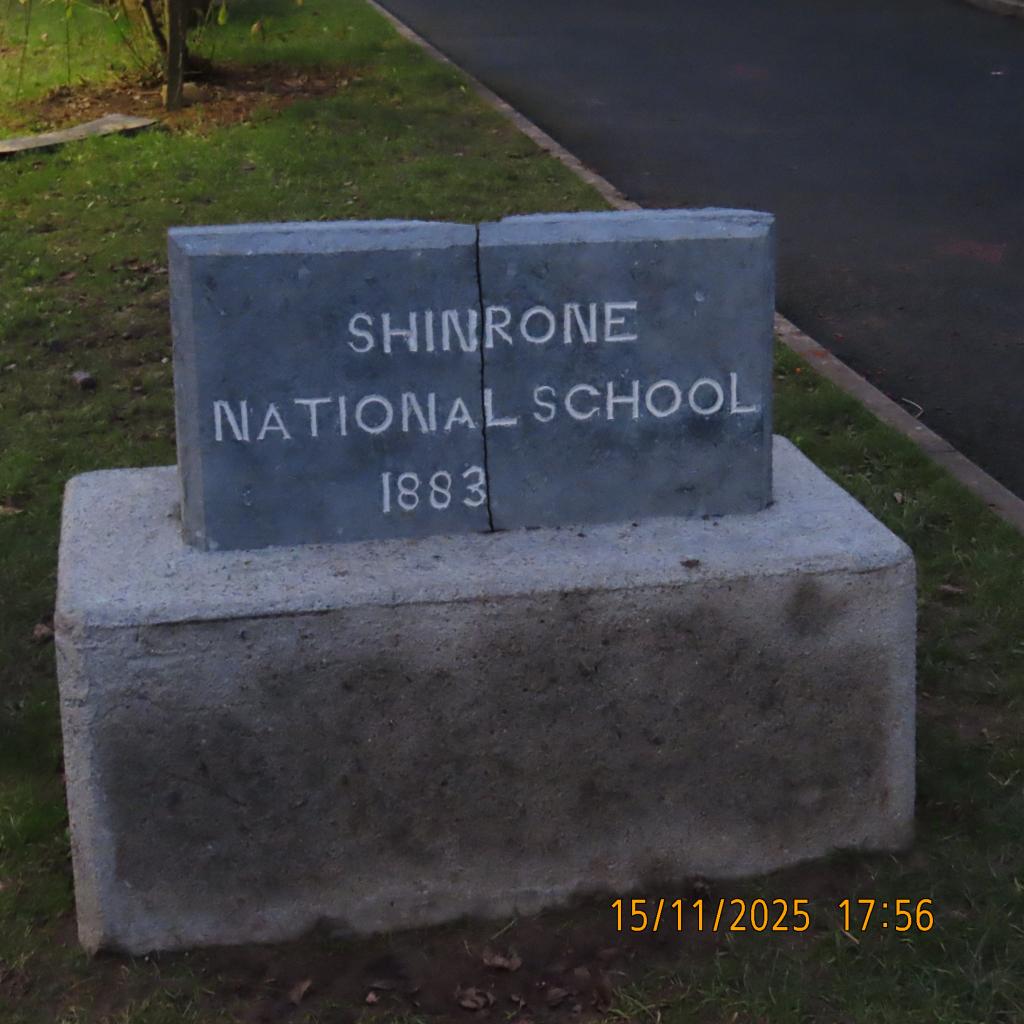 SHINRONE
NATIONAL SCHOOL
1883
15/11/2025 17:56